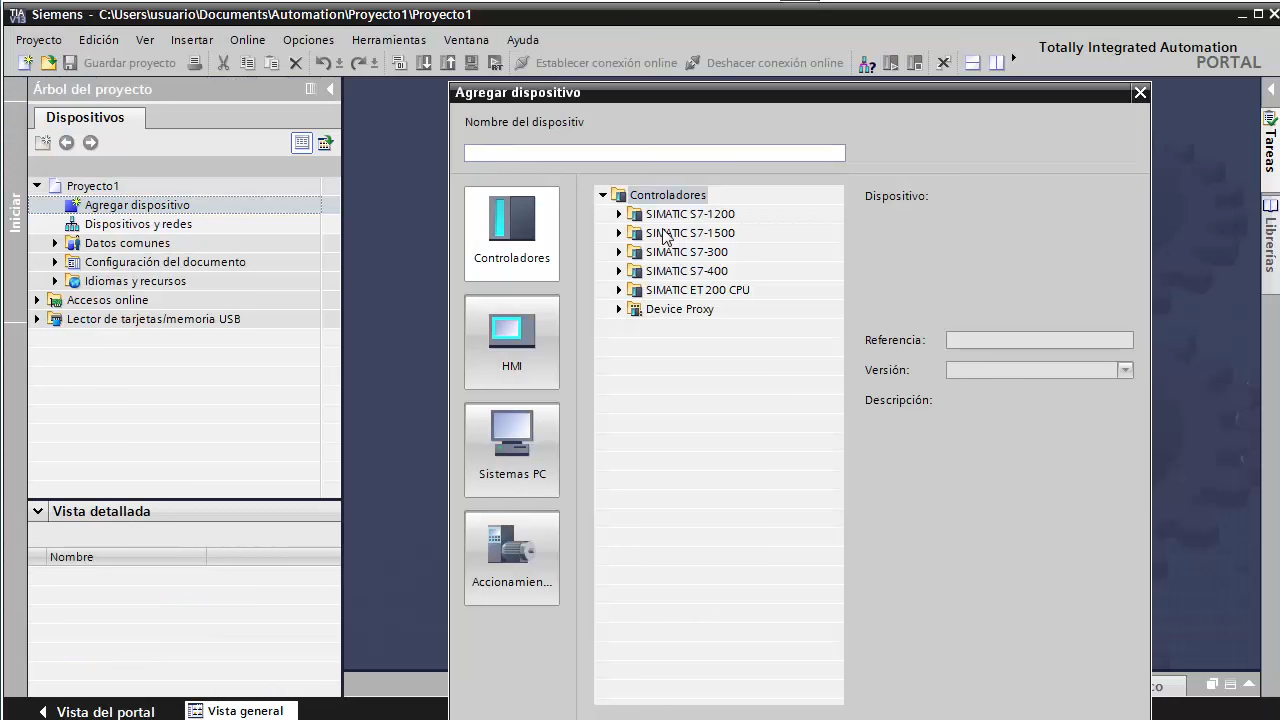 TIA V13 Siemens - C:\Users\usuario\Documents\Automation\Proyecto1\Proyecto1
Proyecto Edición Ver Insertar Online Opciones Herramientas Ventana Ayuda
Totally Integrated Automation
PORTAL
Guardar proyecto Establecer conexión online Deshacer conexión online
RT
Árbol del proyecto
Dispositivos
Iniciar
Proyecto1
Agregar dispositivo
Dispositivos y redes
Datos comunes
Configuración del documento
Idiomas y recursos
Accesos online
Lector de tarjetas/memoria USB
Vista detallada
Nombre
Agregar dispositivo
Nombre del dispositiv
Controladores
HMI
Sistemas PC
Accionamien...
Controladores
SIMATIC S7-1200
SIMATIC S7-1500
SIMATIC S7-300
SIMATIC S7-400
SIMATIC ET 200 CPU
Device Proxy
Dispositivo:
Referencia:
Versión:
Descripción:
Tareas
Librerías
co
Vista del portal
Vista general